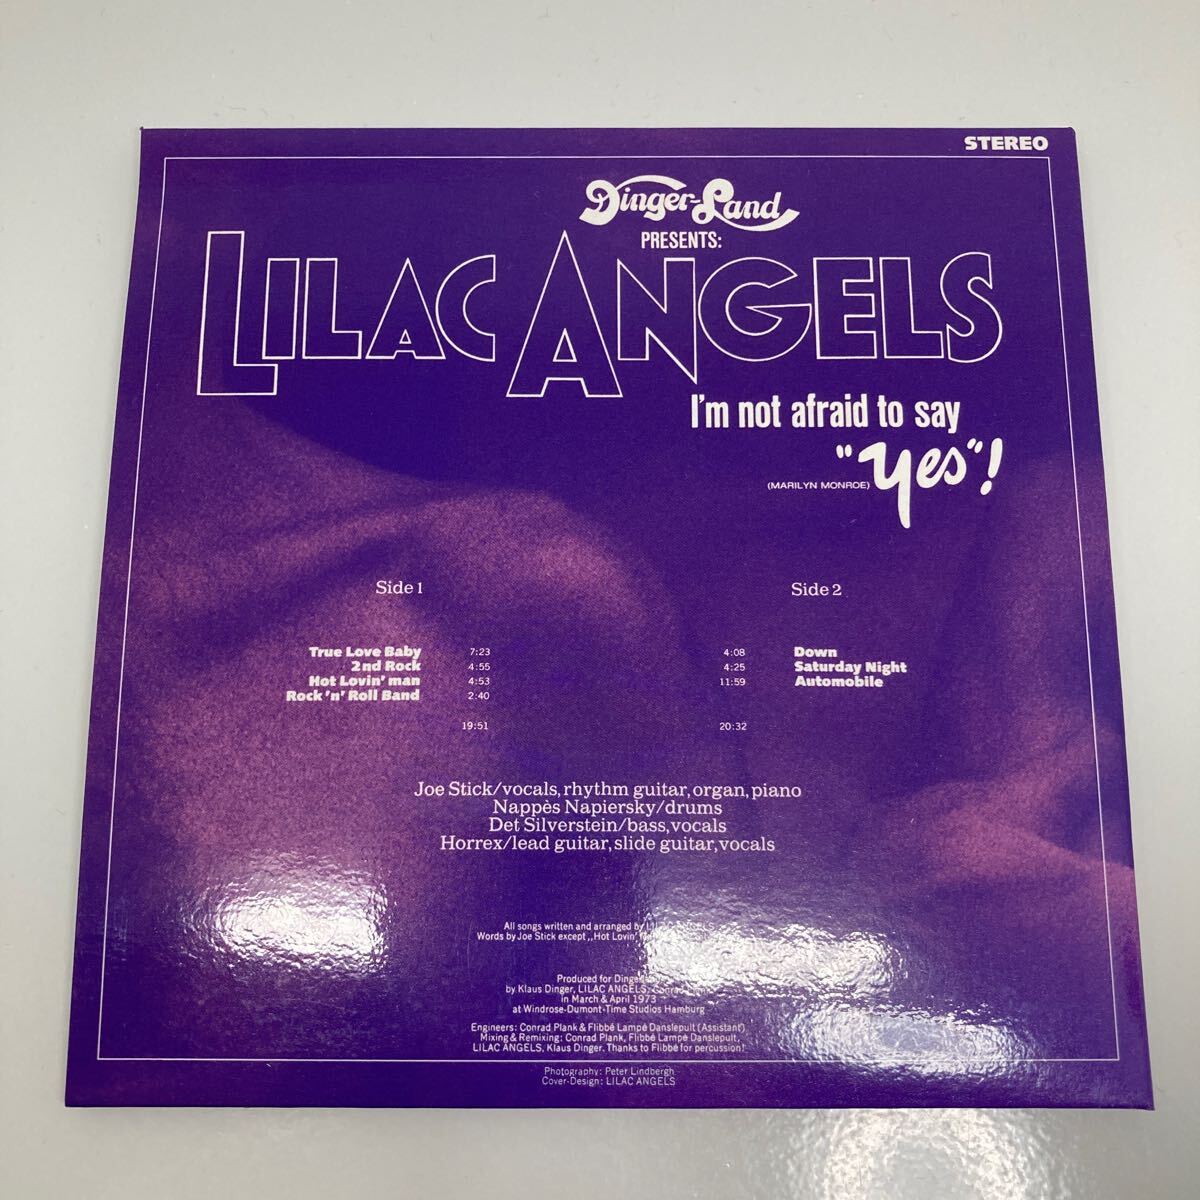 STEREO
Dinger-Land
PRESENTS:
LILAC ANGELS
I'm not afraid to say
(MARILYN MONROE) "Yes"!
Side 1
True Love Baby 7:23
2nd Rock 4:55
Hot Lovin' man 4:53
Rock 'n' Roll Band 2:40
19:51
Side 2
4:08 Down
4:25 Saturday Night
11:59 Automobile
20:32
Joe Stick/vocals, rhythm guitar, organ, piano
Nappès Napiersky/drums
Det Silverstein/bass, vocals
Horrex/lead guitar, slide guitar, vocals
All songs written and arranged by LILAC ANGELS
Words by Joe Stick except ,,Hot Lovin'
Produced for
by Klaus Dinger, LILAC ANGELS, Conrad
in March & April 1973
at Windrose-Dumont-Time Studios Hamburg
Engineers: Conrad Plank & Flibbé Lampé Danslepult (Assistant)
Mixing & Remixing: Conrad Plank, Flibbé Lampé Danslepult,
LILAC ANGELS, Klaus Dinger. Thanks to Flibbé for percussion!
Photography: Peter Lindbergh
Cover-Design: LILAC ANGELS